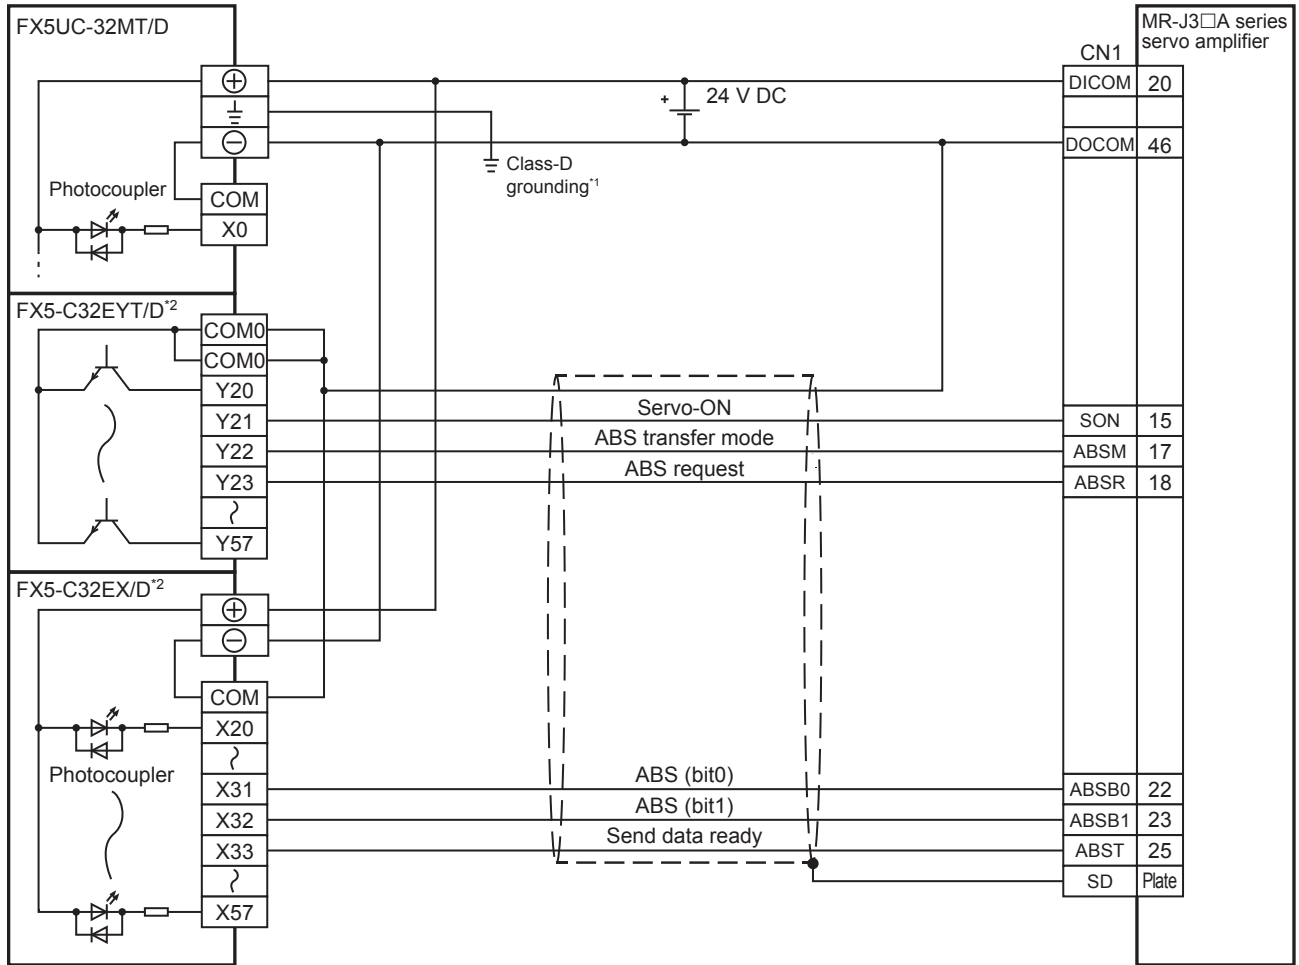 FX5UC-32MT/D
MR-J3□A series
servo amplifier
CN1
⊕
24 V DC
+
DICOM 20
⊖
DOCOM 46
Class-D
grounding*1
Photocoupler
COM
X0
FX5-C32EYT/D*2
COM0
COM0
Y20
Y21 Servo-ON SON 15
Y22 ABS transfer mode ABSM 17
Y23 ABS request ABSR 18
Y57
FX5-C32EX/D*2
⊕
⊖
COM
X20
Photocoupler
X31 ABS (bit0) ABSB0 22
X32 ABS (bit1) ABSB1 23
X33 Send data ready ABST 25
SD Plate
X57